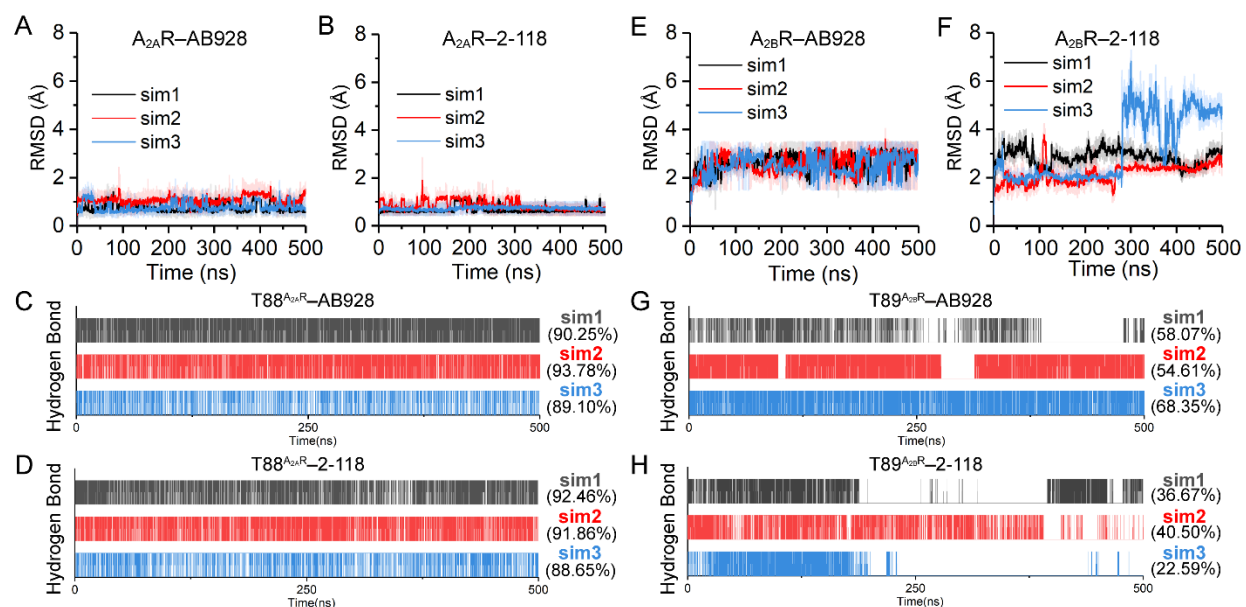 A
A2AR–AB928
RMSD (Å)
8
6
4
2
0
sim1
sim2
sim3
0 100 200 300 400 500
Time (ns)
B
A2AR–2-118
RMSD (Å)
8
6
4
2
0
sim1
sim2
sim3
0 100 200 300 400 500
Time (ns)
E
A2BR–AB928
RMSD (Å)
8
6
4
2
0
sim1
sim2
sim3
0 100 200 300 400 500
Time (ns)
F
A2BR–2-118
RMSD (Å)
8
6
4
2
0
sim1
sim2
sim3
0 100 200 300 400 500
Time (ns)
C
T88A2AR–AB928
Hydrogen Bond
sim1
(90.25%)
sim2
(93.78%)
sim3
(89.10%)
0 250 500
Time(ns)
G
T89A2BR–AB928
Hydrogen Bond
sim1
(58.07%)
sim2
(54.61%)
sim3
(68.35%)
0 250 500
Time(ns)
D
T88A2AR–2-118
Hydrogen Bond
sim1
(92.46%)
sim2
(91.86%)
sim3
(88.65%)
0 250 500
Time(ns)
H
T89A2BR–2-118
Hydrogen Bond
sim1
(36.67%)
sim2
(40.50%)
sim3
(22.59%)
0 250 500
Time(ns)